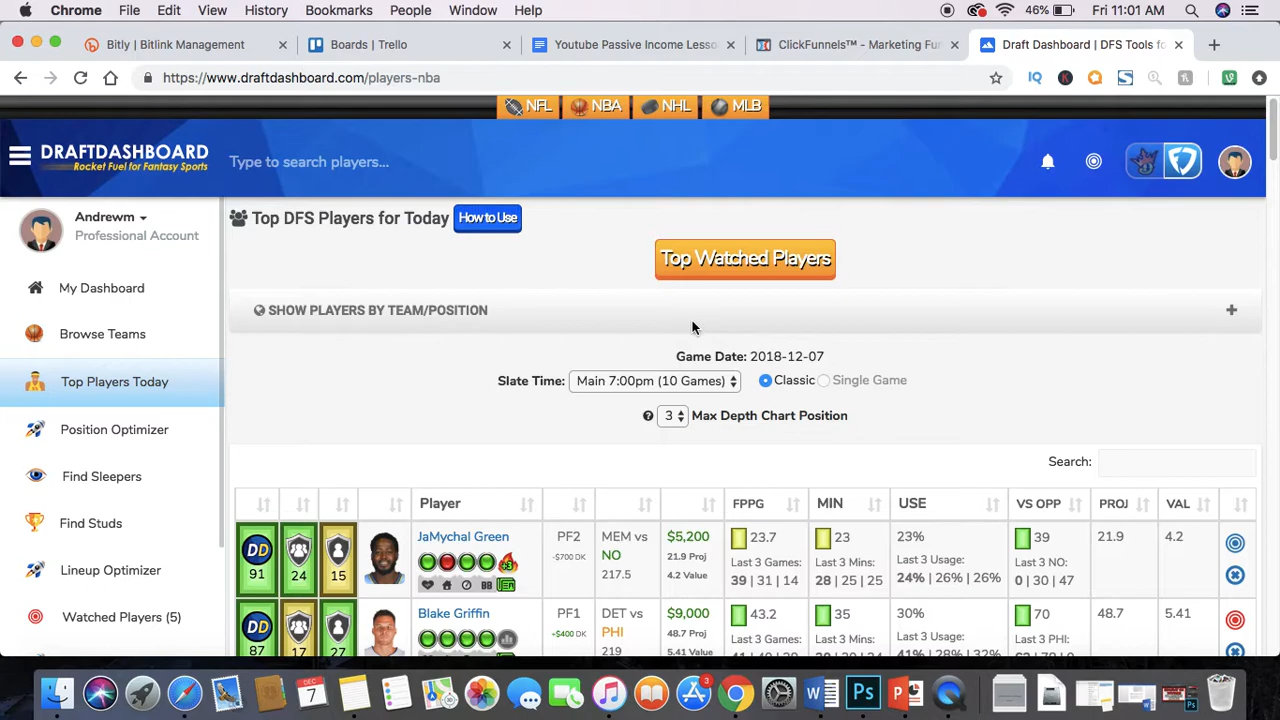 Chrome File Edit View History Bookmarks People Window Help 46% Fri 11:01 AM
Bitly | Bitlink Management Boards | Trello Youtube Passive Income Lesso ClickFunnels™ - Marketing Fun Draft Dashboard | DFS Tools fo
https://www.draftdashboard.com/players-nba IQ
NFL NBA NHL MLB
DRAFTDASHBOARD
Rocket Fuel for Fantasy Sports
Type to search players...
Andrewm
Professional Account
My Dashboard
Browse Teams
Top Players Today
Position Optimizer
Find Sleepers
Find Studs
Lineup Optimizer
Watched Players (5)
Top DFS Players for Today How to Use
Top Watched Players
SHOW PLAYERS BY TEAM/POSITION
Game Date: 2018-12-07
Slate Time: Main 7:00pm (10 Games) Classic Single Game
3 Max Depth Chart Position
Search:
Player FPPG MIN USE VS OPP PROJ VAL
DD 91 24 15 JaMychal Green +3 PF2 -$700 DK MEM vs NO 217.5 $5,200 21.9 Proj 4.2 Value 23.7 Last 3 Games: 39 | 31 | 14 23 Last 3 Mins: 28 | 25 | 25 23% Last 3 Usage: 24% | 26% | 26% 39 Last 3 NO: 0 | 30 | 47 21.9 4.2
DD 87 17 27 Blake Griffin PF1 +$400 DK DET vs PHI 219 $9,000 48.7 Proj 5.41 Value 43.2 Last 3 Games: 35 Last 3 Mins: 30% Last 3 Usage: 41% | 28% | 32% 70 Last 3 PHI: 48.7 5.41
DEC 7 3 Ps